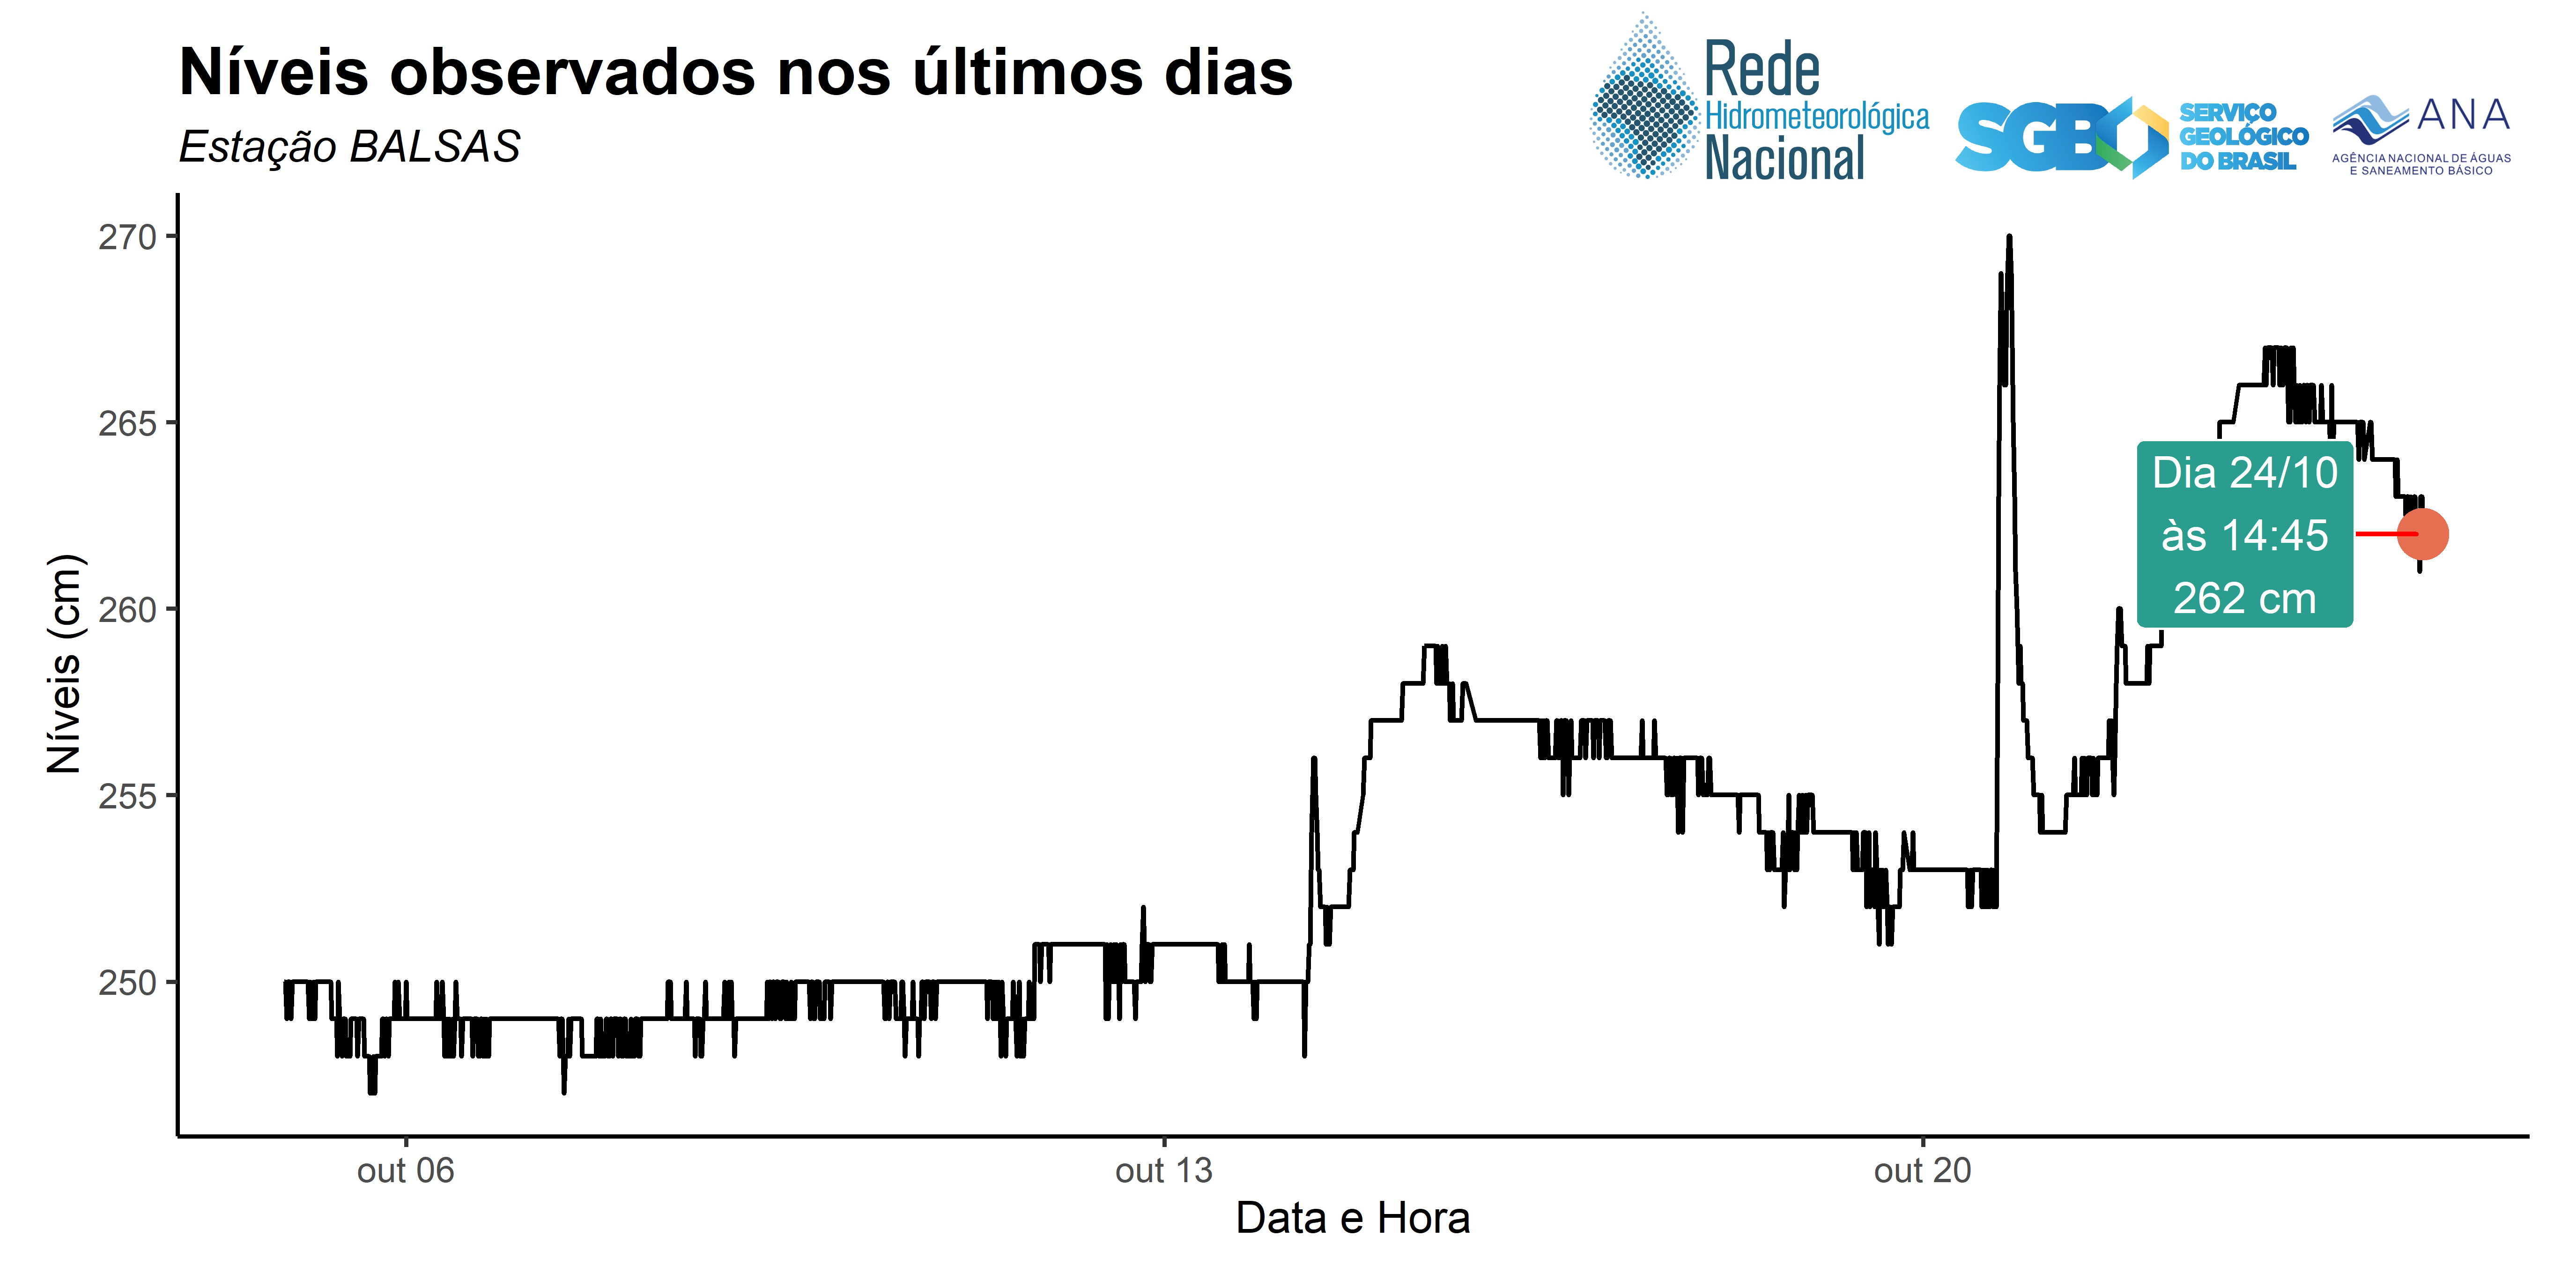 Níveis observados nos últimos dias
Estação BALSAS
Rede
Hidrometeorológica
Nacional
SGB
SERVIÇO
GEOLÓGICO
DO BRASIL
ANA
AGÊNCIA NACIONAL DE ÁGUAS
E SANEAMENTO BÁSICO
Níveis (cm)
270
265
260
255
250
Dia 24/10
às 14:45
262 cm
out 06
out 13
out 20
Data e Hora